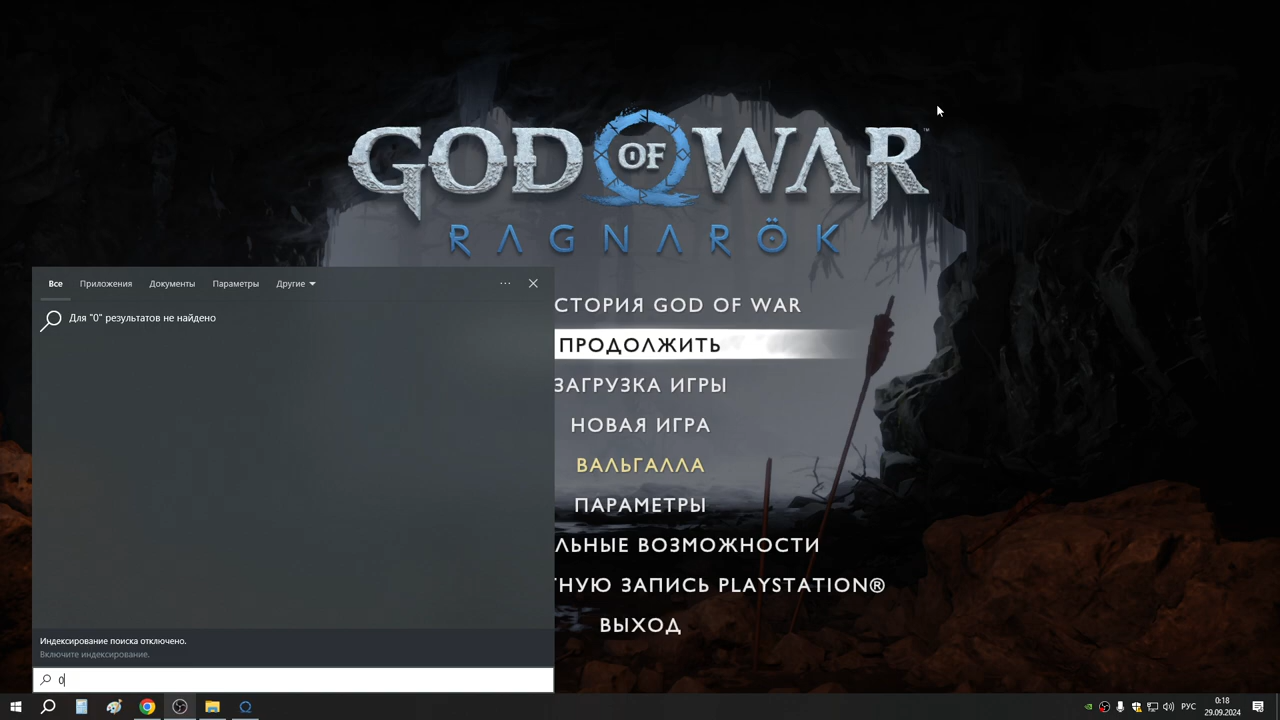 GOD OF WAR
RAGNARÖK
СТОРИЯ GOD OF WAR
ПРОДОЛЖИТЬ
ЗАГРУЗКА ИГРЫ
НОВАЯ ИГРА
ВАЛЬГАЛЛА
ПАРАМЕТРЫ
ЛЬНЫЕ ВОЗМОЖНОСТИ
ТНУЮ ЗАПИСЬ PLAYSTATION®
ВЫХОД
Все Приложения Документы Параметры Другие ···
Для "0" результатов не найдено
Индексирование поиска отключено.
Включите индексирование.
0
РУС
0:18
29.09.2024